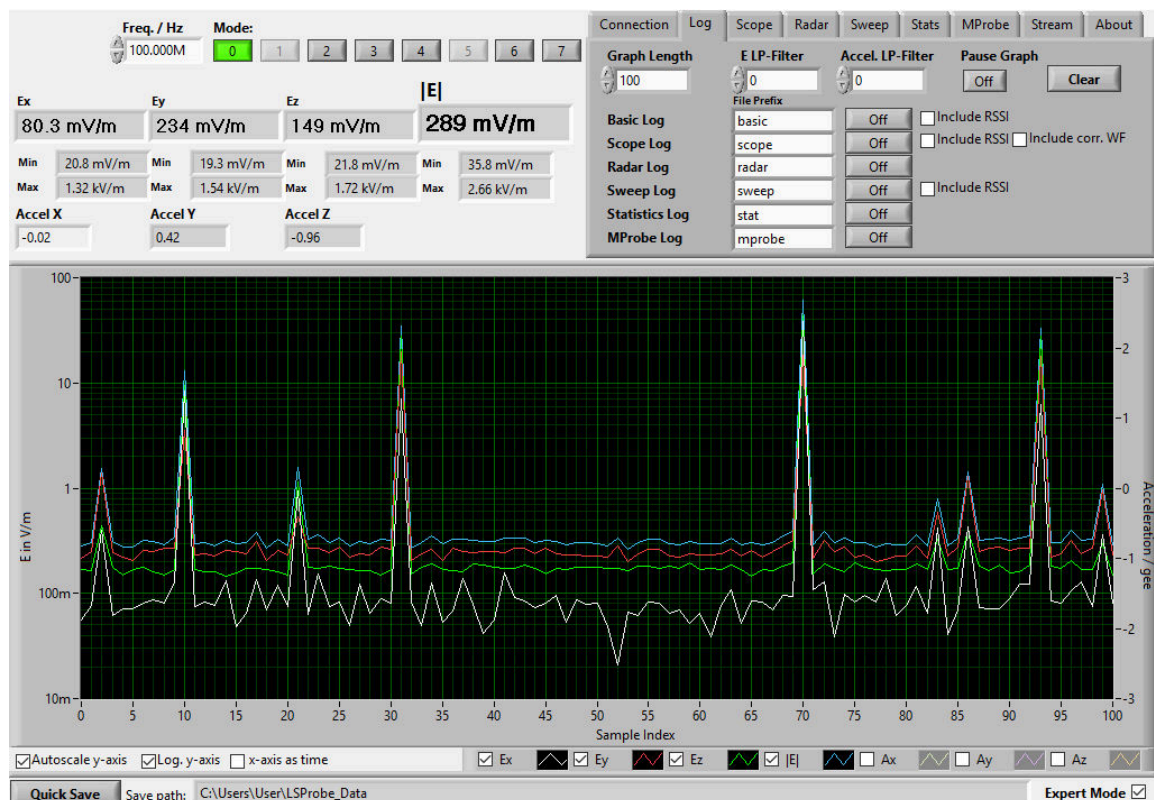 Freq. / Hz Mode:
100.000M 0 1 2 3 4 5 6 7
Ex Ey Ez |E|
80.3 mV/m 234 mV/m 149 mV/m 289 mV/m
Min 20.8 mV/m Min 19.3 mV/m Min 21.8 mV/m Min 35.8 mV/m
Max 1.32 kV/m Max 1.54 kV/m Max 1.72 kV/m Max 2.66 kV/m
Accel X Accel Y Accel Z
-0.02 0.42 -0.96
Connection Log Scope Radar Sweep Stats MProbe Stream About
Graph Length E LP-Filter Accel. LP-Filter Pause Graph
100 0 0 Off Clear
File Prefix
Basic Log basic Off Include RSSI
Scope Log scope Off Include RSSI Include corr. WF
Radar Log radar Off
Sweep Log sweep Off Include RSSI
Statistics Log stat Off
MProbe Log mprobe Off
100
10
1
100m
10m
E in V/m
-3
-2
-1
-0
-1
-2
-3
Acceleration / gee
0 5 10 15 20 25 30 35 40 45 50 55 60 65 70 75 80 85 90 95 100
Sample Index
Autoscale y-axis Log. y-axis x-axis as time Ex Ey Ez |E| Ax Ay Az
Quick Save Save path: C:\Users\User\LSProbe_Data Expert Mode